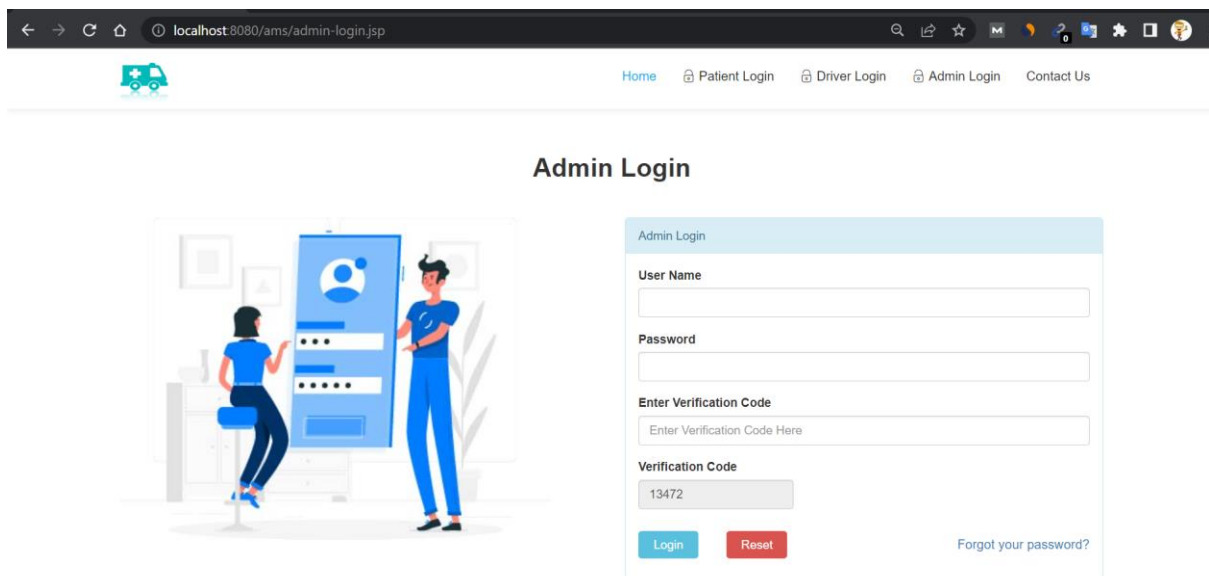 localhost:8080/ams/admin-login.jsp
M
0
Home Patient Login Driver Login Admin Login Contact Us
Admin Login
Admin Login
User Name
Password
Enter Verification Code
Enter Verification Code Here
Verification Code
13472
Login Reset Forgot your password?